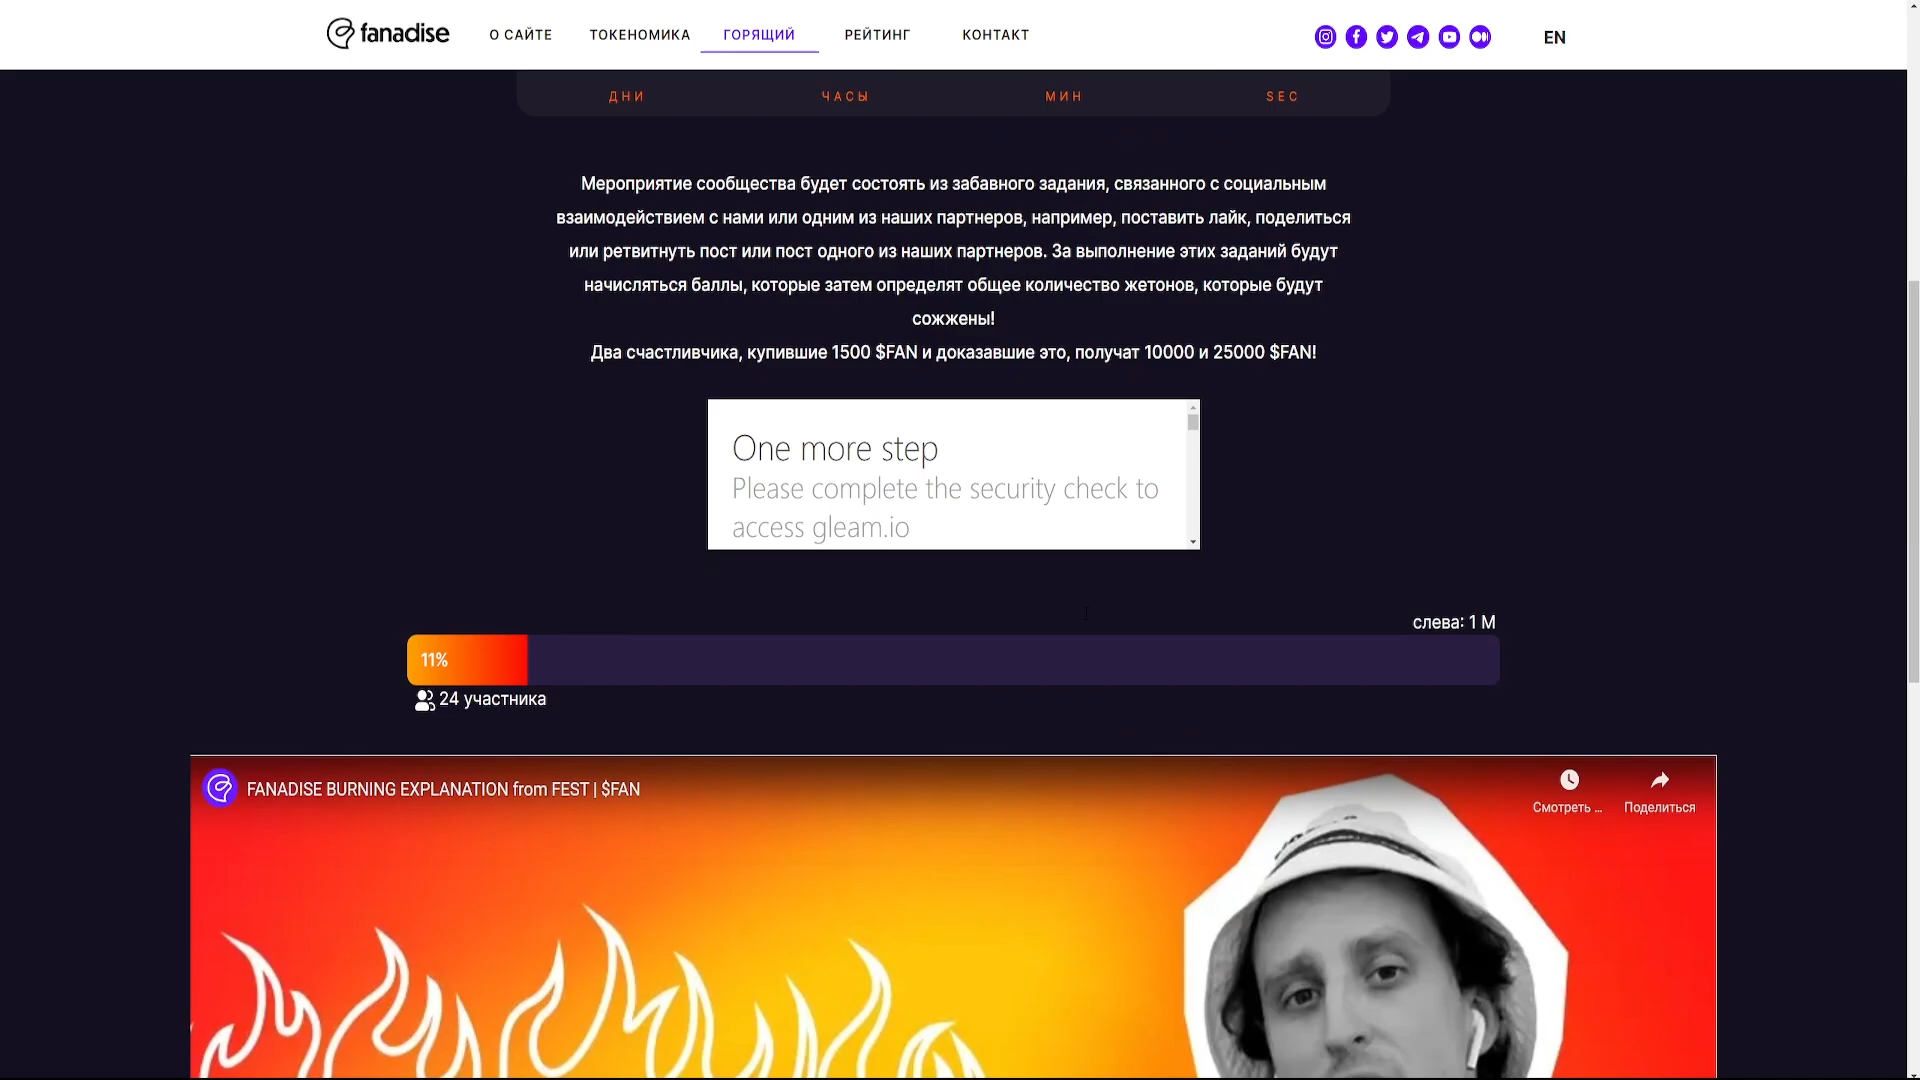 fanadise
О САЙТЕ
ТОКЕНОМИКА
ГОРЯЩИЙ
РЕЙТИНГ
КОНТАКТ
EN
ДНИ
ЧАСЫ
МИН
SEC
Мероприятие сообщества будет состоять из забавного задания, связанного с социальным
взаимодействием с нами или одним из наших партнеров, например, поставить лайк, поделиться
или ретвитнуть пост или пост одного из наших партнеров. За выполнение этих заданий будут
начисляться баллы, которые затем определят общее количество жетонов, которые будут
сожжены!
Два счастливчика, купившие 1500 $FAN и доказавшие это, получат 10000 и 25000 $FAN!
One more step
Please complete the security check to
access gleam.io
слева: 1 M
11%
24 участника
FANADISE BURNING EXPLANATION from FEST | $FAN
Смотреть ...
Поделиться